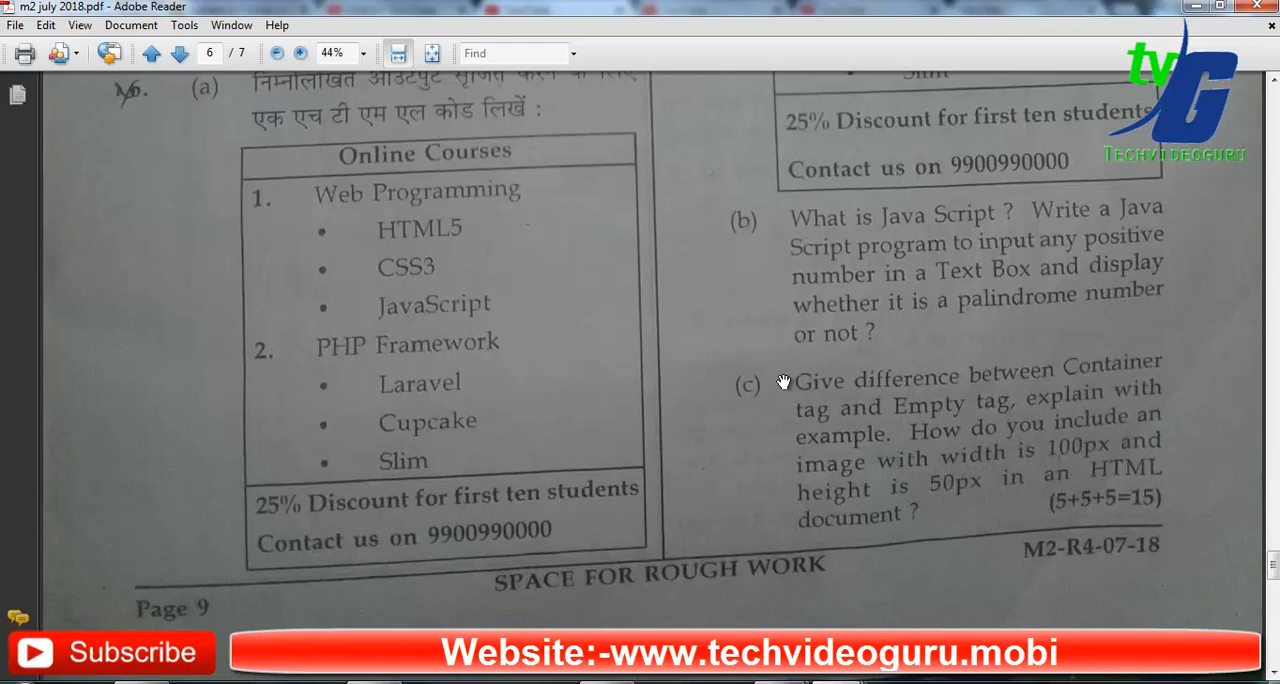 m2 july 2018.pdf - Adobe Reader
File Edit View Document Tools Window Help
6 / 7 44% Find
tv G
TECHVIDEOGURU
6. (a) निम्नलिखित आउटपुट सृजित करने के लिए
एक एच टी एम एल कोड लिखें :
Online Courses
1. Web Programming
• HTML5
• CSS3
• JavaScript
2. PHP Framework
• Laravel
• Cupcake
• Slim
25% Discount for first ten students
Contact us on 9900990000
• Slim
25% Discount for first ten students
Contact us on 9900990000
(b) What is Java Script ? Write a Java
Script program to input any positive
number in a Text Box and display
whether it is a palindrome number
or not ?
(c) Give difference between Container
tag and Empty tag, explain with
example. How do you include an
image with width is 100px and
height is 50px in an HTML
document ? (5+5+5=15)
Page 9 SPACE FOR ROUGH WORK M2-R4-07-18
Subscribe
Website:-www.techvideoguru.mobi